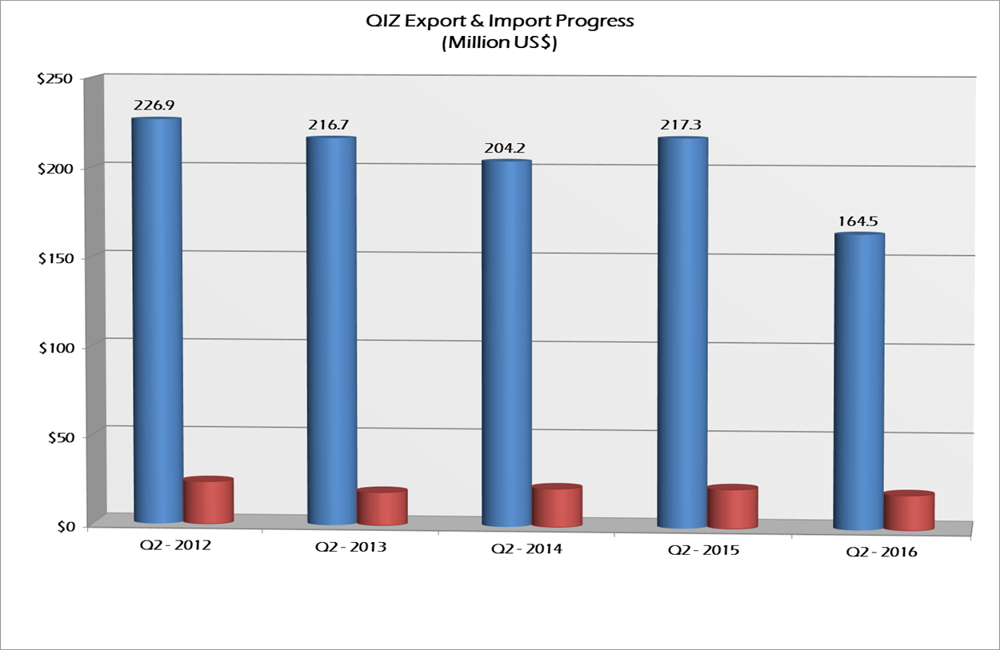 QIZ Export & Import Progress
(Million US$)
$250
$200
$150
$100
$50
$0
226.9
216.7
204.2
217.3
164.5
Q2 - 2012
Q2 - 2013
Q2 - 2014
Q2 - 2015
Q2 - 2016